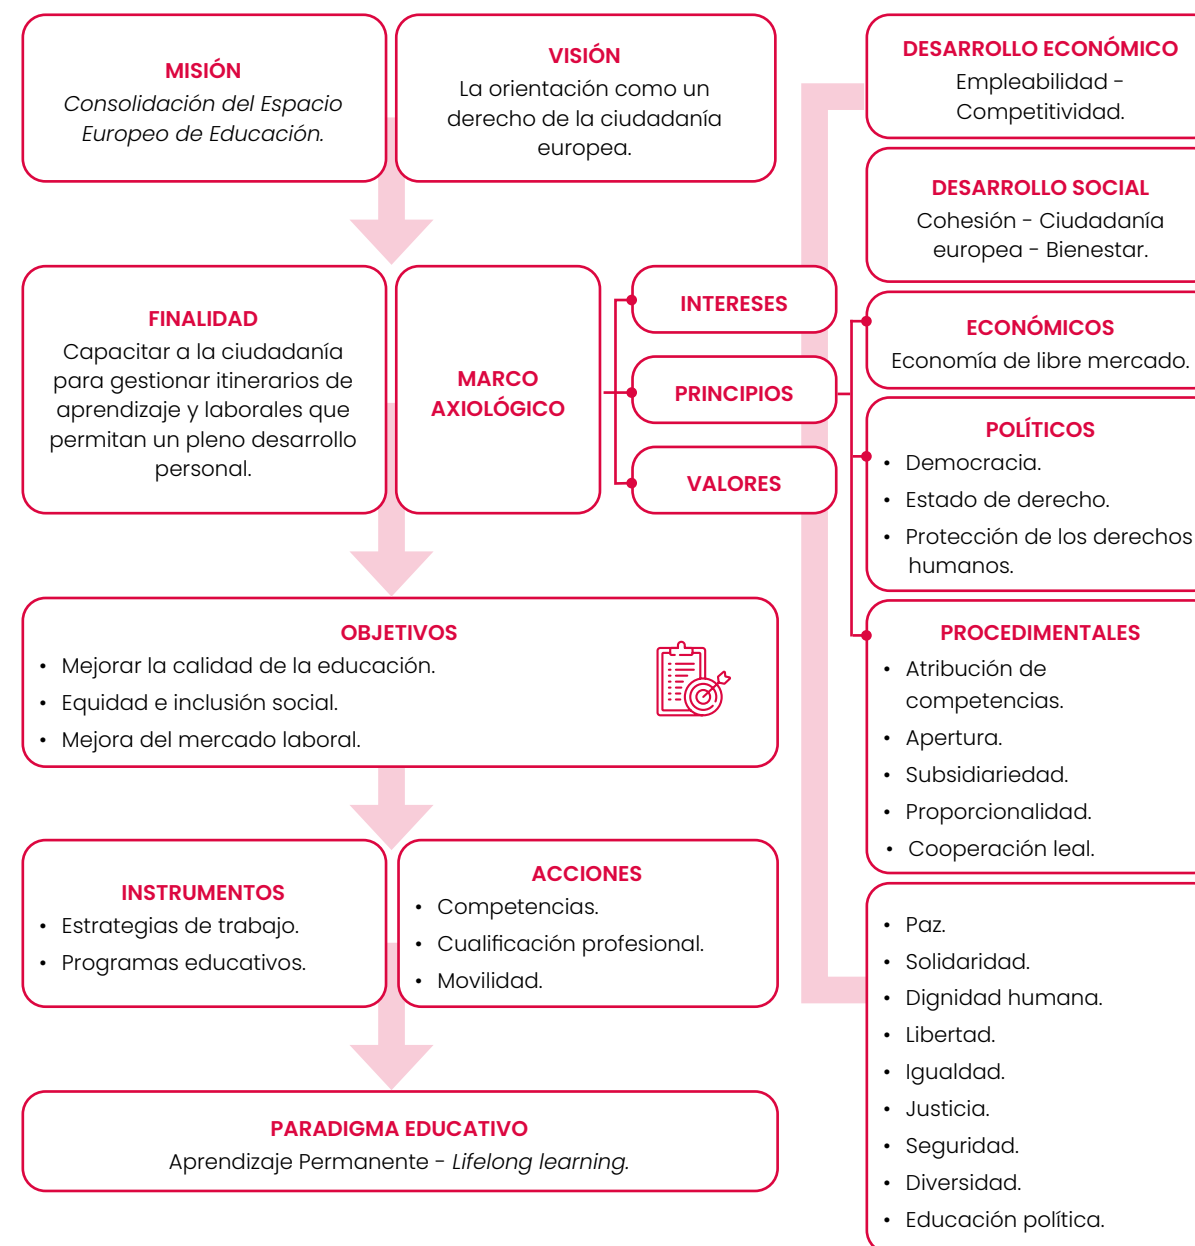 MISIÓN
Consolidación del Espacio
Europeo de Educación.
VISIÓN
La orientación como un
derecho de la ciudadanía
europea.
FINALIDAD
Capacitar a la ciudadanía
para gestionar itinerarios de
aprendizaje y laborales que
permitan un pleno desarrollo
personal.
MARCO
AXIOLÓGICO
INTERESES
PRINCIPIOS
VALORES
DESARROLLO ECONÓMICO
Empleabilidad -
Competitividad.
DESARROLLO SOCIAL
Cohesión - Ciudadanía
europea - Bienestar.
ECONÓMICOS
Economía de libre mercado.
POLÍTICOS
• Democracia.
• Estado de derecho.
• Protección de los derechos
humanos.
PROCEDIMENTALES
• Atribución de
competencias.
• Apertura.
• Subsidiariedad.
• Proporcionalidad.
• Cooperación leal.
• Paz.
• Solidaridad.
• Dignidad humana.
• Libertad.
• Igualdad.
• Justicia.
• Seguridad.
• Diversidad.
• Educación política.
OBJETIVOS
• Mejorar la calidad de la educación.
• Equidad e inclusión social.
• Mejora del mercado laboral.
INSTRUMENTOS
• Estrategias de trabajo.
• Programas educativos.
ACCIONES
• Competencias.
• Cualificación profesional.
• Movilidad.
PARADIGMA EDUCATIVO
Aprendizaje Permanente - Lifelong learning.